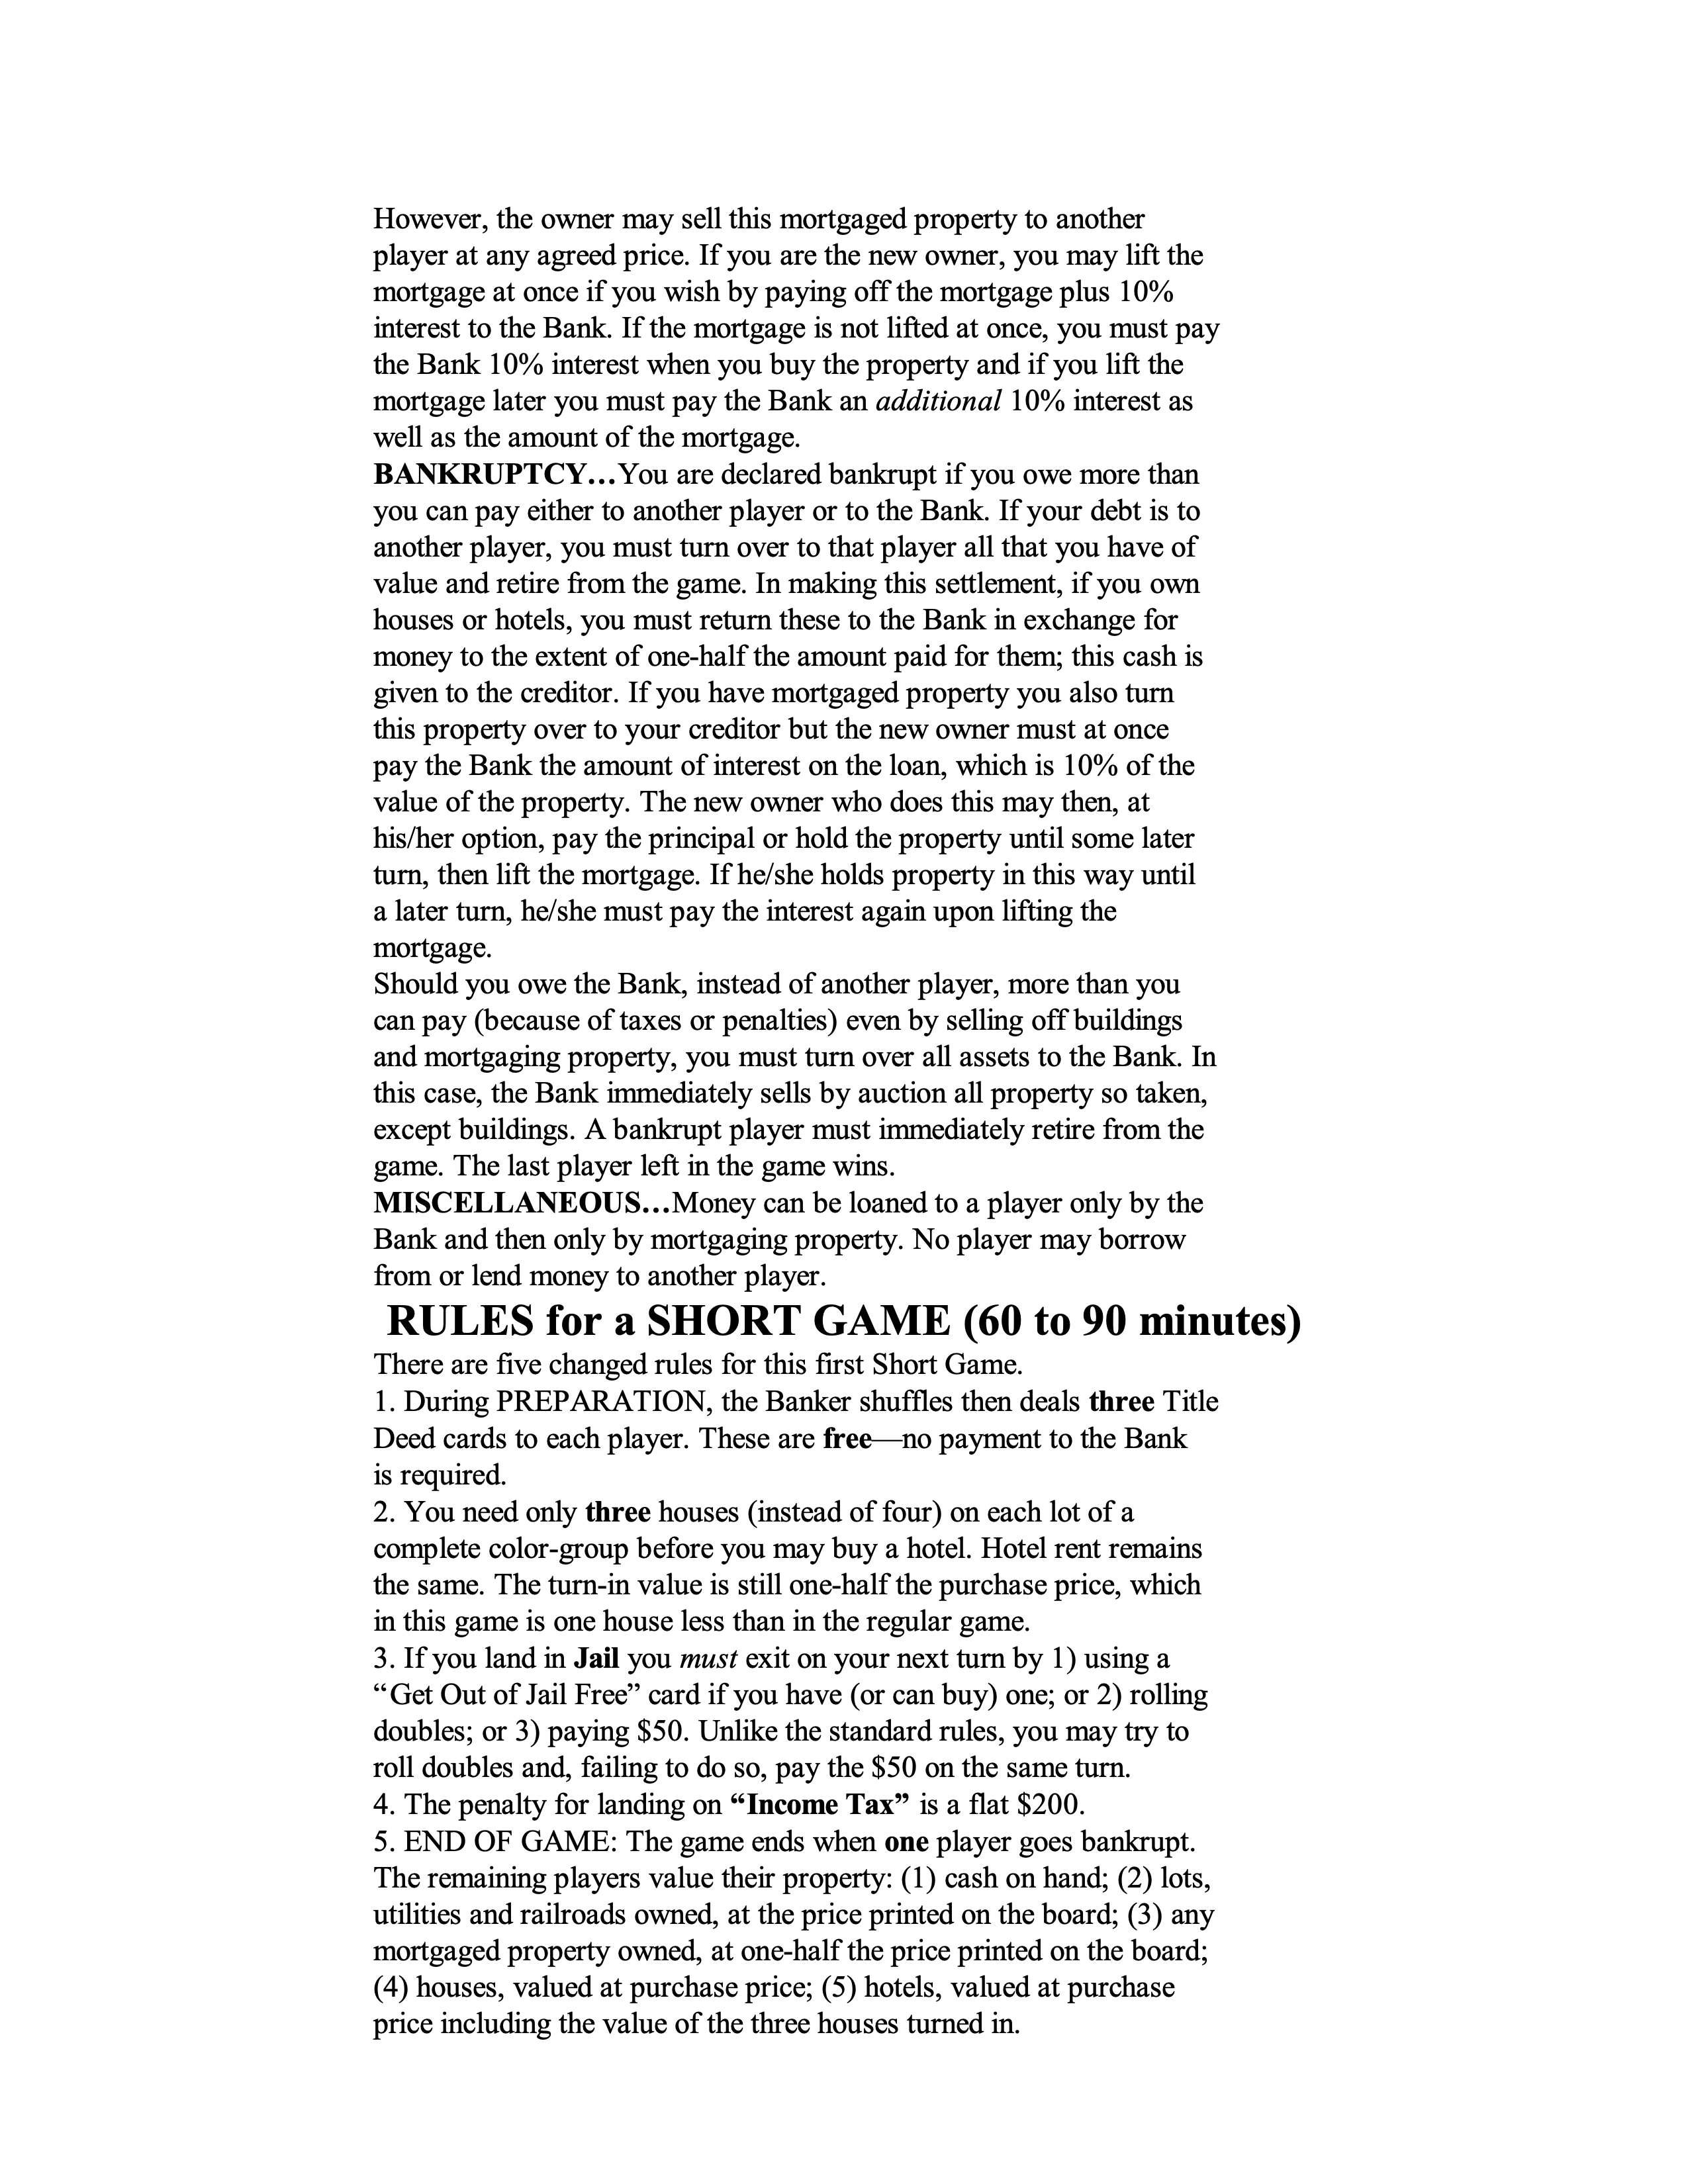 However, the owner may sell this mortgaged property to another
player at any agreed price. If you are the new owner, you may lift the
mortgage at once if you wish by paying off the mortgage plus 10%
interest to the Bank. If the mortgage is not lifted at once, you must pay
the Bank 10% interest when you buy the property and if you lift the
mortgage later you must pay the Bank an additional 10% interest as
well as the amount of the mortgage.
BANKRUPTCY…You are declared bankrupt if you owe more than
you can pay either to another player or to the Bank. If your debt is to
another player, you must turn over to that player all that you have of
value and retire from the game. In making this settlement, if you own
houses or hotels, you must return these to the Bank in exchange for
money to the extent of one-half the amount paid for them; this cash is
given to the creditor. If you have mortgaged property you also turn
this property over to your creditor but the new owner must at once
pay the Bank the amount of interest on the loan, which is 10% of the
value of the property. The new owner who does this may then, at
his/her option, pay the principal or hold the property until some later
turn, then lift the mortgage. If he/she holds property in this way until
a later turn, he/she must pay the interest again upon lifting the
mortgage.
Should you owe the Bank, instead of another player, more than you
can pay (because of taxes or penalties) even by selling off buildings
and mortgaging property, you must turn over all assets to the Bank. In
this case, the Bank immediately sells by auction all property so taken,
except buildings. A bankrupt player must immediately retire from the
game. The last player left in the game wins.
MISCELLANEOUS…Money can be loaned to a player only by the
Bank and then only by mortgaging property. No player may borrow
from or lend money to another player.
RULES for a SHORT GAME (60 to 90 minutes)
There are five changed rules for this first Short Game.
1. During PREPARATION, the Banker shuffles then deals three Title
Deed cards to each player. These are free—no payment to the Bank
is required.
2. You need only three houses (instead of four) on each lot of a
complete color-group before you may buy a hotel. Hotel rent remains
the same. The turn-in value is still one-half the purchase price, which
in this game is one house less than in the regular game.
3. If you land in Jail you must exit on your next turn by 1) using a
“Get Out of Jail Free” card if you have (or can buy) one; or 2) rolling
doubles; or 3) paying $50. Unlike the standard rules, you may try to
roll doubles and, failing to do so, pay the $50 on the same turn.
4. The penalty for landing on “Income Tax” is a flat $200.
5. END OF GAME: The game ends when one player goes bankrupt.
The remaining players value their property: (1) cash on hand; (2) lots,
utilities and railroads owned, at the price printed on the board; (3) any
mortgaged property owned, at one-half the price printed on the board;
(4) houses, valued at purchase price; (5) hotels, valued at purchase
price including the value of the three houses turned in.